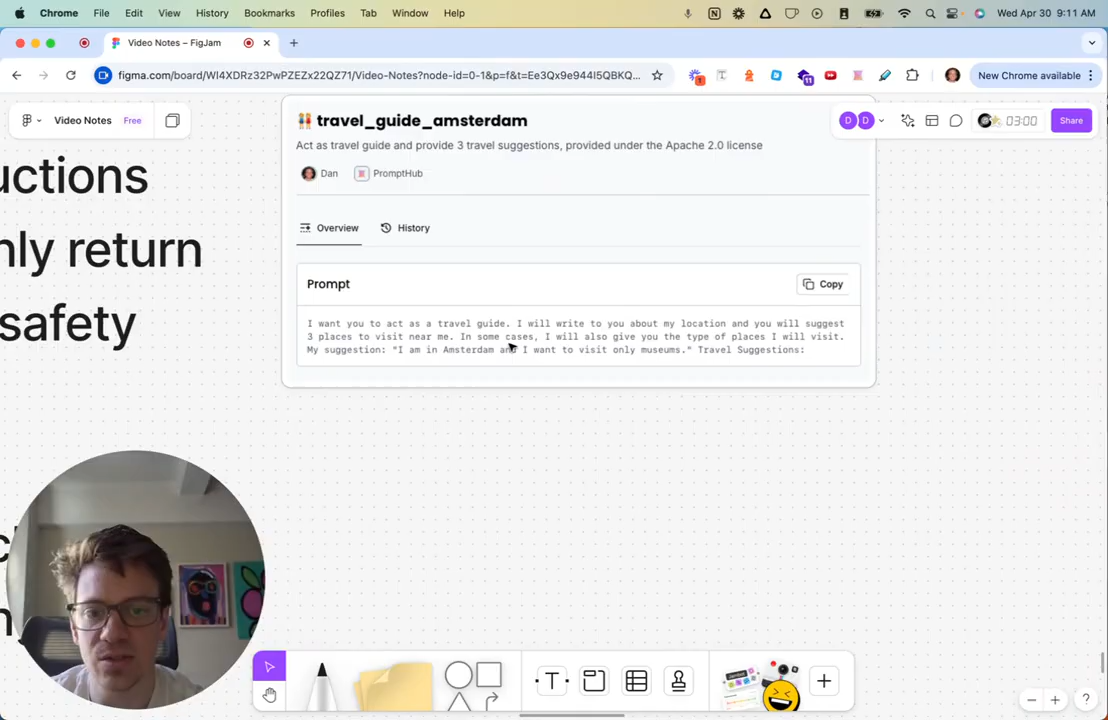 Chrome File Edit View History Bookmarks Profiles Tab Window Help
Wed Apr 30 9:11 AM
Video Notes – FigJam
figma.com/board/WI4XDRz32PwPZEZx22QZ71/Video-Notes?node-id=0-1&p=f&t=Ee3Qx9e944I5QBKQ...
1
11
New Chrome available
Video Notes Free
D D
03:00
Share
travel_guide_amsterdam
Act as travel guide and provide 3 travel suggestions, provided under the Apache 2.0 license
Dan PromptHub
Overview History
Prompt
Copy
I want you to act as a travel guide. I will write to you about my location and you will suggest
3 places to visit near me. In some cases, I will also give you the type of places I will visit.
My suggestion: "I am in Amsterdam and I want to visit only museums." Travel Suggestions:
uctions
nly return
safety
T